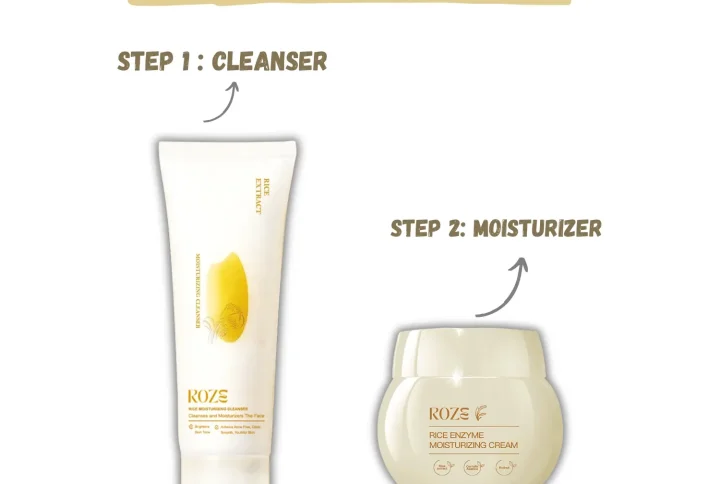 STEP 1 : CLEANSER
RICE
EXTRACT
MOISTURIZING CLEANSER
ROZE
RICE MOISTURIZING CLEANSER
Cleanses and Moisturizes The Face
STEP 2: MOISTURIZER
ROZE
RICE ENZYME
MOISTURIZING CREAM